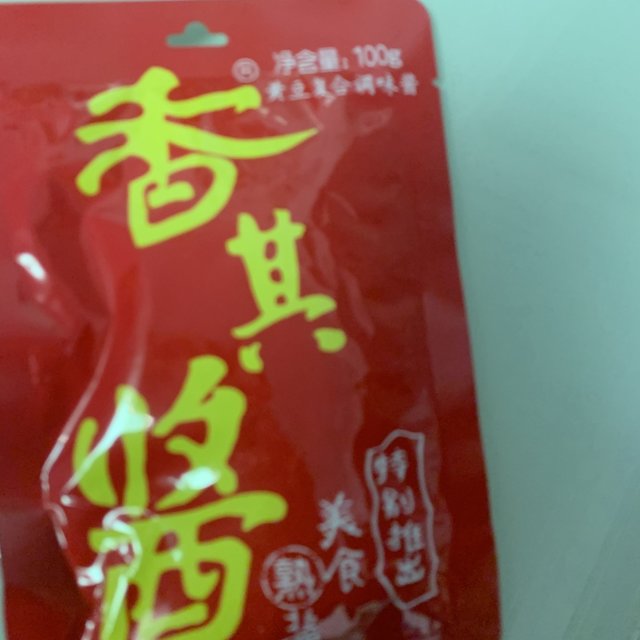 净含量: 100g
黄豆复合调味酱
香其醬
特别推出
美食
熟